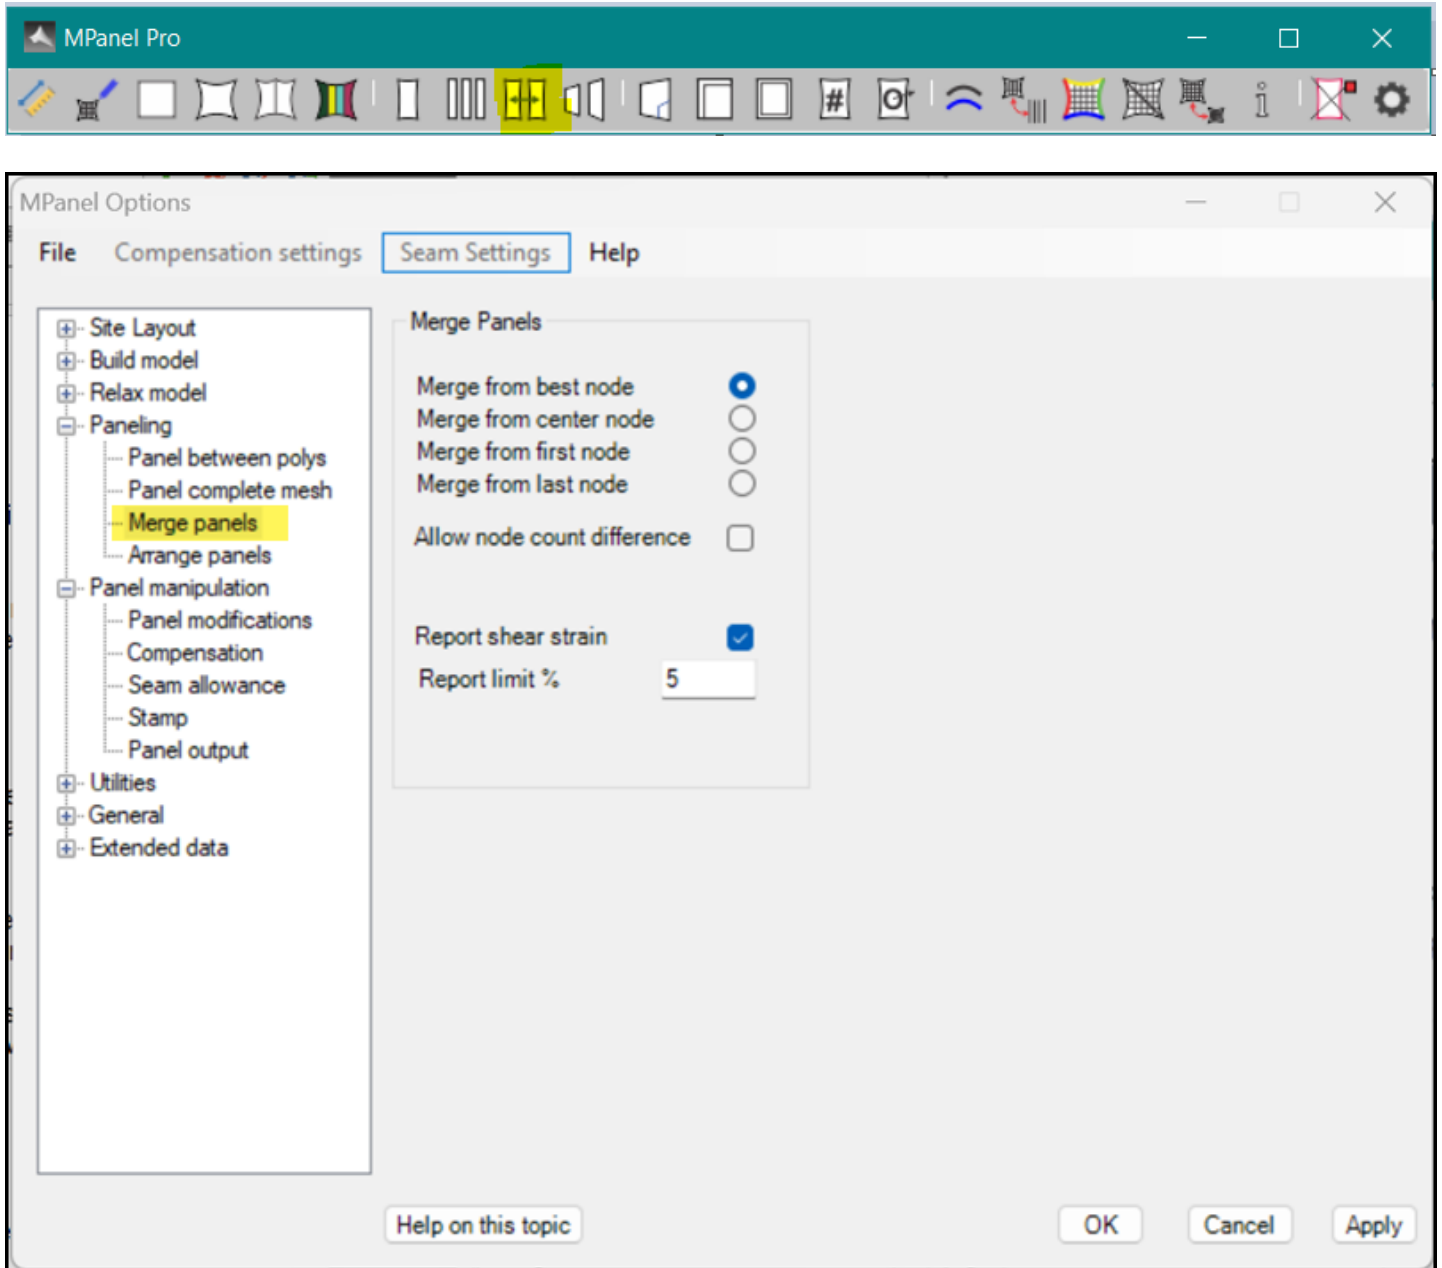 MPanel Pro
#
i
MPanel Options
File Compensation settings Seam Settings Help
Site Layout
Build model
Relax model
Paneling
Panel between polys
Panel complete mesh
Merge panels
Arrange panels
Panel manipulation
Panel modifications
Compensation
Seam allowance
Stamp
Panel output
Utilities
General
Extended data
Merge Panels
Merge from best node
Merge from center node
Merge from first node
Merge from last node
Allow node count difference
Report shear strain
Report limit % 5
Help on this topic OK Cancel Apply